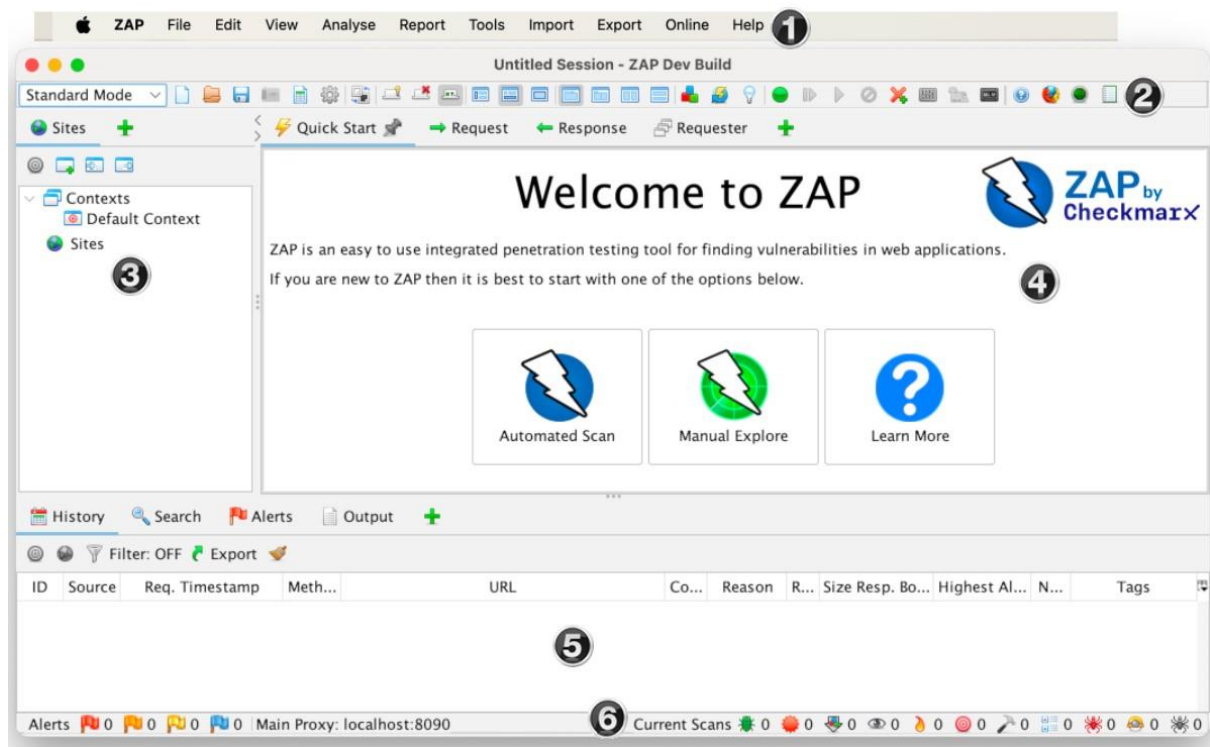 ZAP File Edit View Analyse Report Tools Import Export Online Help 1
Untitled Session - ZAP Dev Build
Standard Mode 2
Sites Quick Start Request Response Requester
Contexts
Default Context
Sites
3
Welcome to ZAP
ZAP by
Checkmarx
ZAP is an easy to use integrated penetration testing tool for finding vulnerabilities in web applications.
If you are new to ZAP then it is best to start with one of the options below.
4
Automated Scan Manual Explore Learn More
History Search Alerts Output
Filter: OFF Export
ID Source Req. Timestamp Meth... URL Co... Reason R... Size Resp. Bo... Highest Al... N... Tags
5
Alerts 0 0 0 0 Main Proxy: localhost:8090 6 Current Scans 0 0 0 0 0 0 0 0 0 0 0